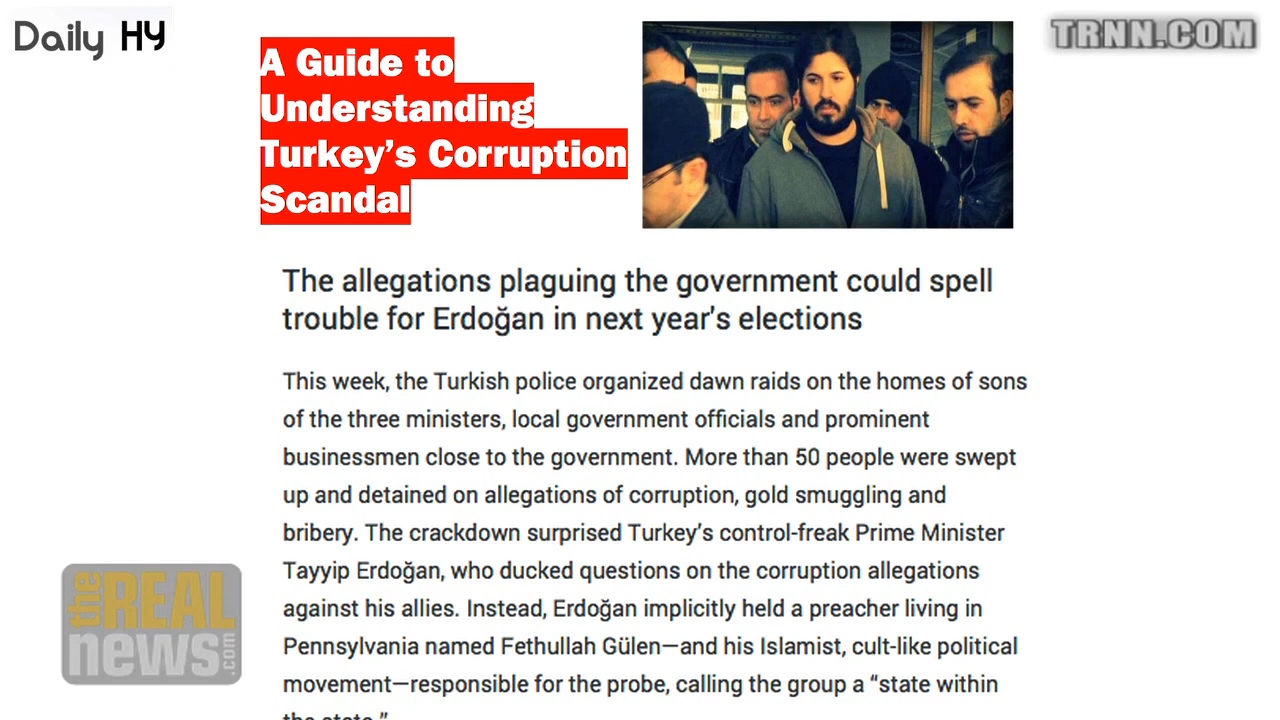 Daily HY
TRNN.COM
A Guide to
Understanding
Turkey’s Corruption
Scandal
The allegations plaguing the government could spell
trouble for Erdoğan in next year's elections
This week, the Turkish police organized dawn raids on the homes of sons
of the three ministers, local government officials and prominent
businessmen close to the government. More than 50 people were swept
up and detained on allegations of corruption, gold smuggling and
bribery. The crackdown surprised Turkey’s control-freak Prime Minister
Tayyip Erdoğan, who ducked questions on the corruption allegations
against his allies. Instead, Erdoğan implicitly held a preacher living in
Pennsylvania named Fethullah Gülen—and his Islamist, cult-like political
movement—responsible for the probe, calling the group a “state within
the state.”
the REAL
news.com